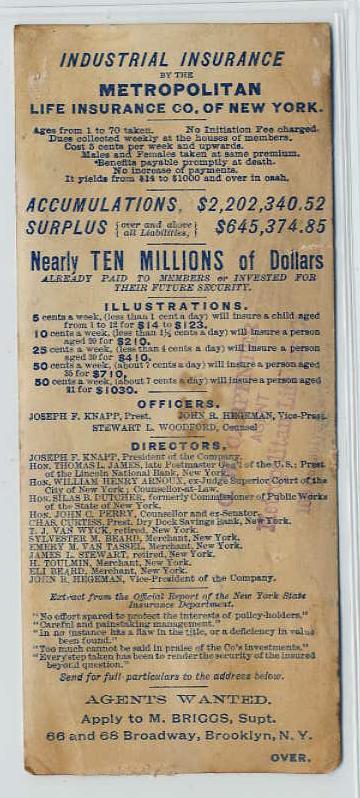 INDUSTRIAL INSURANCE
BY THE
METROPOLITAN
LIFE INSURANCE CO. OF NEW YORK.
Ages from 1 to 70 taken. No Initiation Fee charged.
Dues collected weekly at the houses of members.
Cost 5 cents per week and upwards.
Males and Females taken at same premium.
Benefits payable promptly at death.
No increase of payments.
It yields from $14 to $1000 and over in cash.
ACCUMULATIONS, $2,202,340.52
SURPLUS {over and above all Liabilities,} $645,374.85
Nearly TEN MILLIONS of Dollars
ALREADY PAID TO MEMBERS or INVESTED FOR
THEIR FUTURE SECURITY.
ILLUSTRATIONS.
5 cents a week, (less than 1 cent a day) will insure a child aged
from 1 to 12 for $14 to $123.
10 cents a week, (less than 1½ cents a day) will insure a person
aged 20 for $210.
25 cents a week, (less than 4 cents a day) will insure a person
aged 30 for $410.
50 cents a week, (about 7 cents a day) will insure a person aged
35 for $710,
50 cents a week, (about 7 cents a day) will insure a person aged
21 for $1030.
OFFICERS.
JOSEPH F. KNAPP, Prest. JOHN R. HEGEMAN, Vice-Prest.
STEWART L. WOODFORD, Counsel
DIRECTORS.
JOSEPH F. KNAPP, President of the Company.
HON. THOMAS L. JAMES, late Postmaster Gen'l of the U.S.; Prest
of the Lincoln National Bank, New York.
HON. WILLIAM HENRY ARNOUX, ex-Judge Superior Court of the
City of New York; Counsellor-at-Law.
HON. SILAS B. DUTCHER, formerly Commissioner of Public Works
of the State of New York.
HON. JOHN C. PERRY, Counsellor and ex-Senator.
CHAS. CURTISS, Prest. Dry Dock Savings Bank, New York.
T. J. VAN WYCK, retired, New York.
SYLVESTER M. BEARD, Merchant, New York.
EMERY M. VAN TASSEL, Merchant, New York.
JAMES L. STEWART, retired, New York.
H. TOULMIN, Merchant, New York.
ELI BEARD, Merchant, New York.
JOHN R. HEGEMAN, Vice-President of the Company.
Extract from the Official Report of the New York State
Insurance Department.
"No effort spared to protect the interests of policy-holders."
"Careful and painstaking management."
"In no instance has a flaw in the title, or a deficiency in value
been found."
"Too much cannot be said in praise of the Co's investments."
"Every step taken has been to render the security of the insured
beyond question."
Send for full particulars to the address below.
AGENTS WANTED.
Apply to M. BRIGGS, Supt.
66 and 68 Broadway, Brooklyn, N. Y.
OVER.